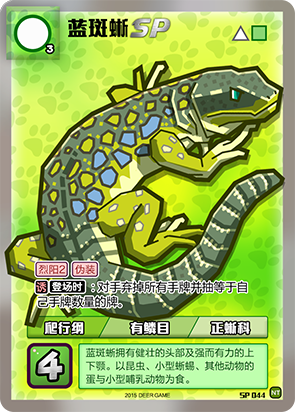 蓝斑蜥SP
3
烈阳2 伪装
诱 登场时：对手弃掉所有手牌并抽等于自
己手牌数量的牌。
爬行纲 有鳞目 正蜥科
4
蓝斑蜥拥有健壮的头部及强而有力的上
下颚。以昆虫、小型蜥蜴、其他动物的
蛋与小型哺乳动物为食。
2015 DEER GAME
SP 044 NT